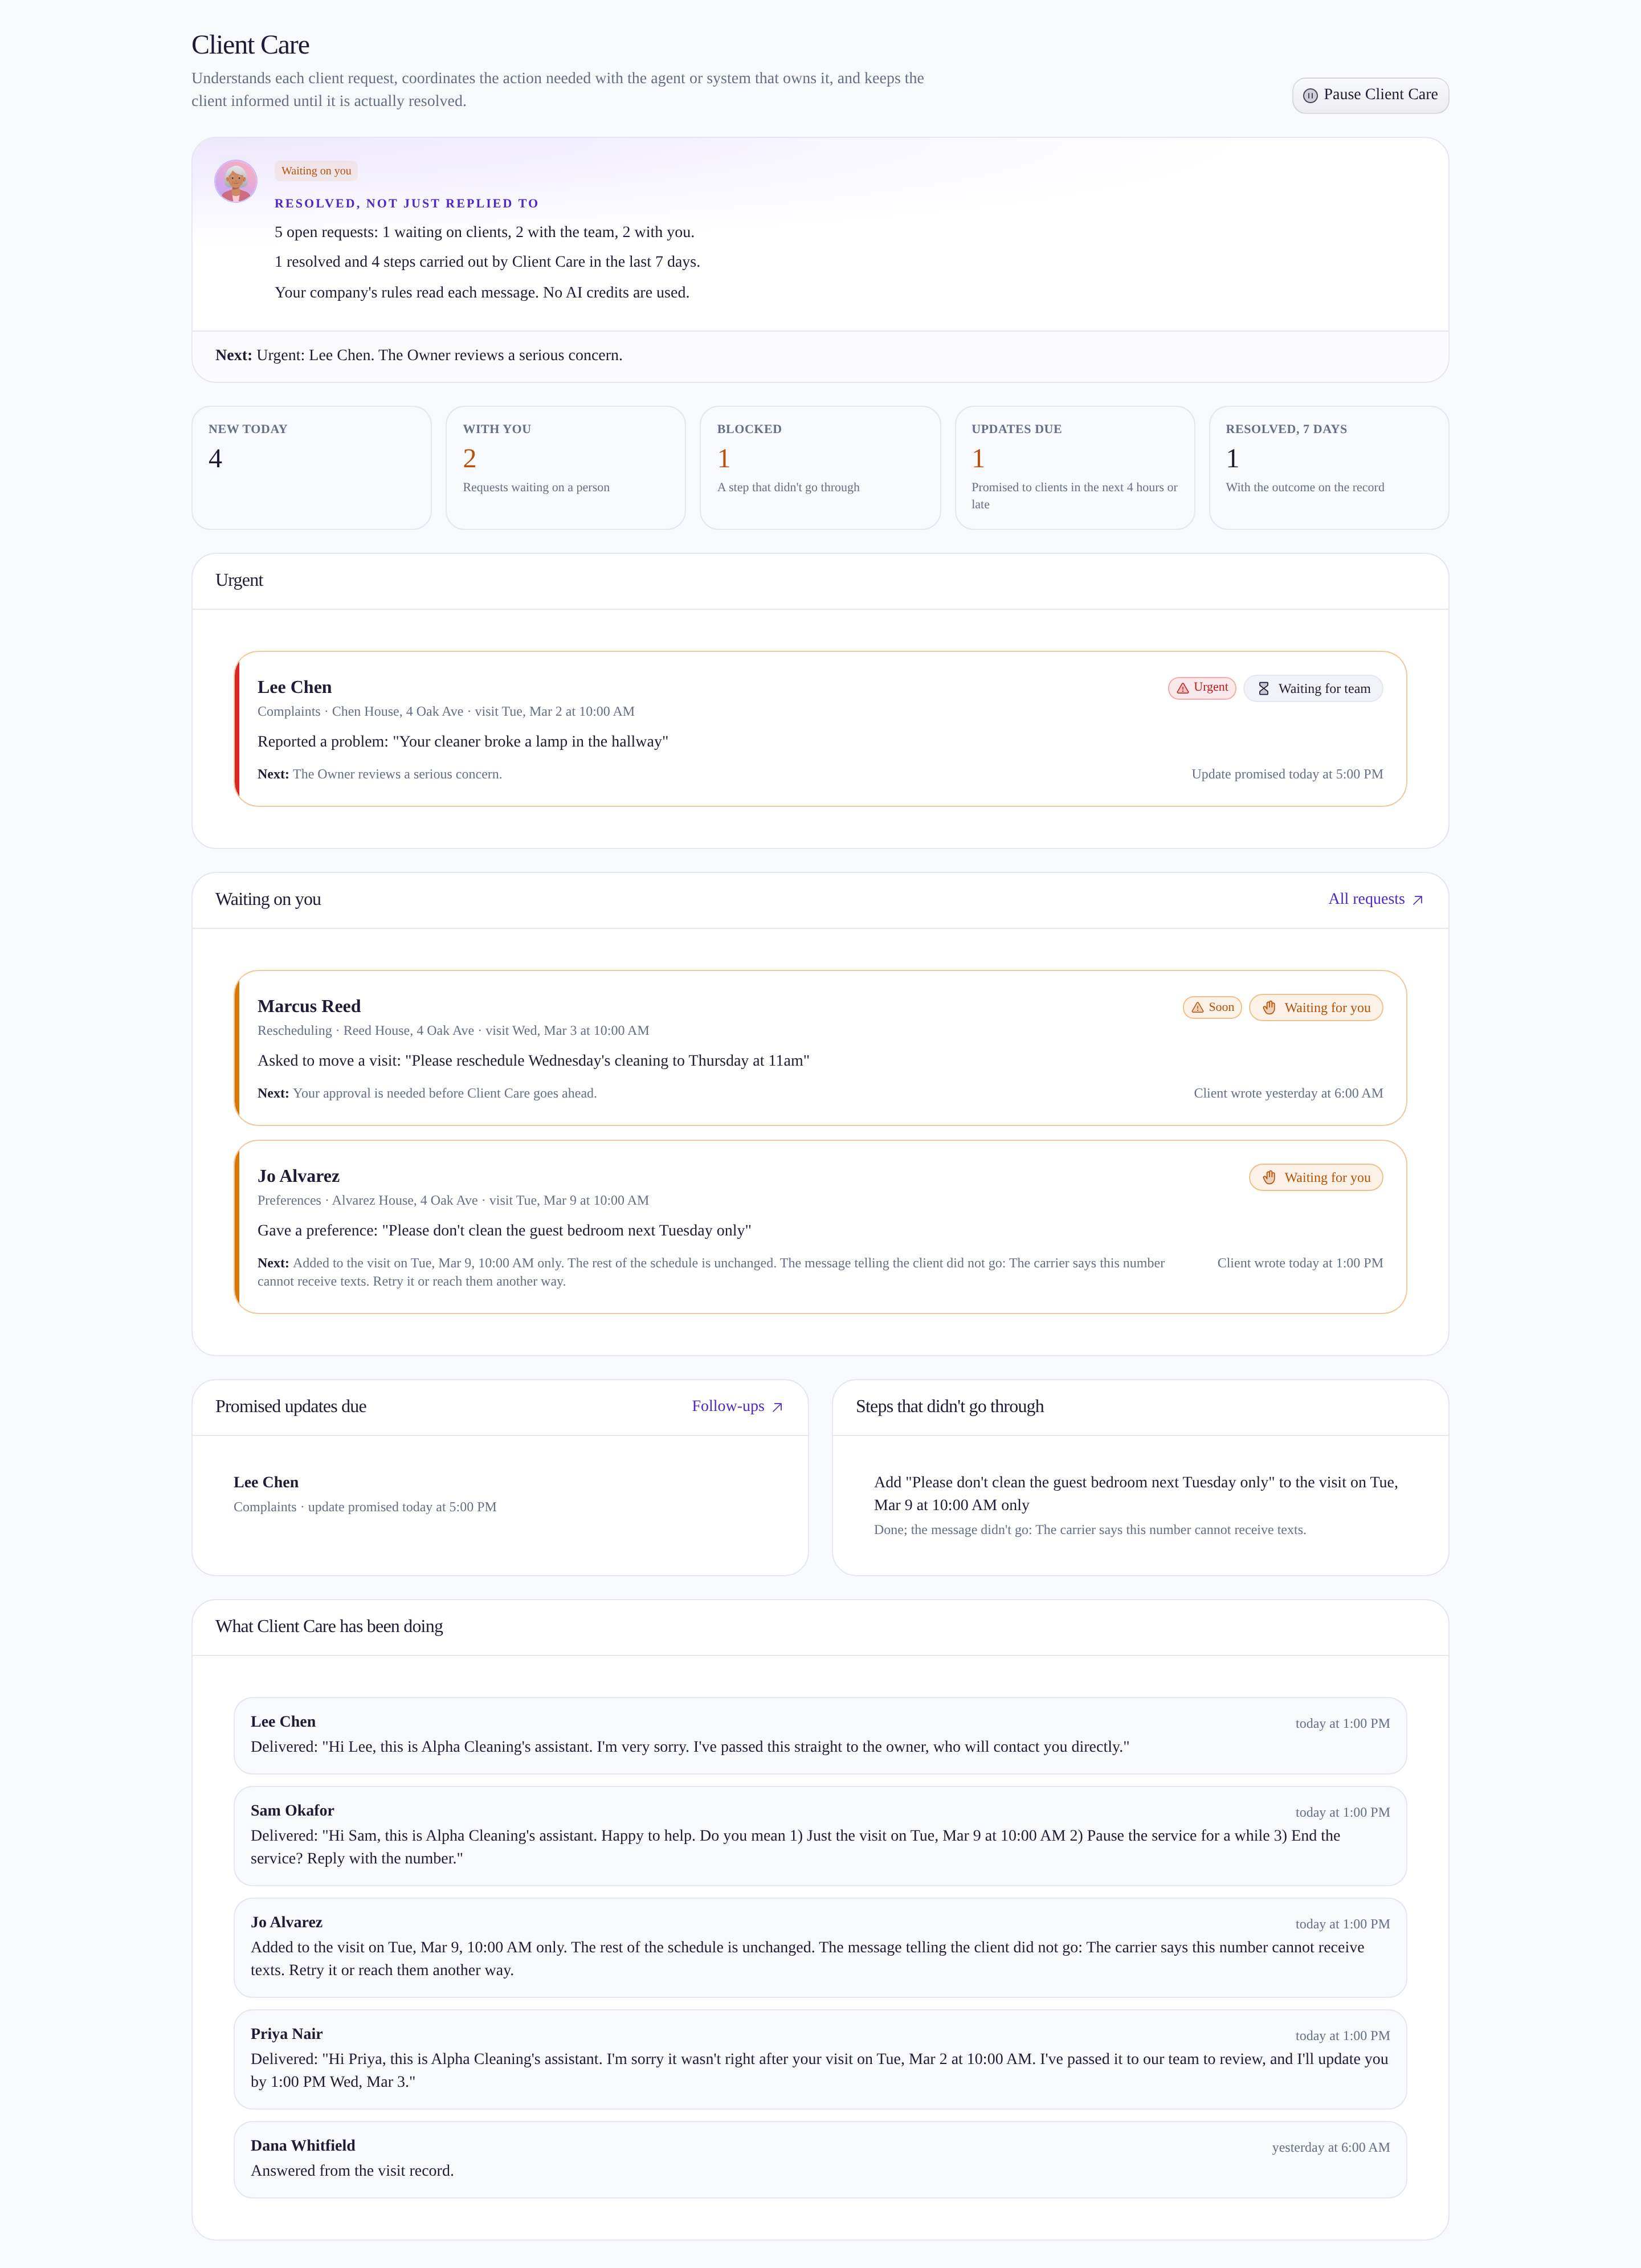 Client Care
Understands each client request, coordinates the action needed with the agent or system that owns it, and keeps the
client informed until it is actually resolved.
Pause Client Care
Waiting on you
RESOLVED, NOT JUST REPLIED TO
5 open requests: 1 waiting on clients, 2 with the team, 2 with you.
1 resolved and 4 steps carried out by Client Care in the last 7 days.
Your company's rules read each message. No AI credits are used.
Next: Urgent: Lee Chen. The Owner reviews a serious concern.
NEW TODAY
4
WITH YOU
2
Requests waiting on a person
BLOCKED
1
A step that didn't go through
UPDATES DUE
1
Promised to clients in the next 4 hours or
late
RESOLVED, 7 DAYS
1
With the outcome on the record
Urgent
Lee Chen
Urgent
Waiting for team
Complaints · Chen House, 4 Oak Ave · visit Tue, Mar 2 at 10:00 AM
Reported a problem: "Your cleaner broke a lamp in the hallway"
Next: The Owner reviews a serious concern.
Update promised today at 5:00 PM
Waiting on you
All requests
Marcus Reed
Soon
Waiting for you
Rescheduling · Reed House, 4 Oak Ave · visit Wed, Mar 3 at 10:00 AM
Asked to move a visit: "Please reschedule Wednesday's cleaning to Thursday at 11am"
Next: Your approval is needed before Client Care goes ahead.
Client wrote yesterday at 6:00 AM
Jo Alvarez
Waiting for you
Preferences · Alvarez House, 4 Oak Ave · visit Tue, Mar 9 at 10:00 AM
Gave a preference: "Please don't clean the guest bedroom next Tuesday only"
Next: Added to the visit on Tue, Mar 9, 10:00 AM only. The rest of the schedule is unchanged. The message telling the client did not go: The carrier says this number
cannot receive texts. Retry it or reach them another way.
Client wrote today at 1:00 PM
Promised updates due
Follow-ups
Lee Chen
Complaints · update promised today at 5:00 PM
Steps that didn't go through
Add "Please don't clean the guest bedroom next Tuesday only" to the visit on Tue,
Mar 9 at 10:00 AM only
Done; the message didn't go: The carrier says this number cannot receive texts.
What Client Care has been doing
Lee Chen
today at 1:00 PM
Delivered: "Hi Lee, this is Alpha Cleaning's assistant. I'm very sorry. I've passed this straight to the owner, who will contact you directly."
Sam Okafor
today at 1:00 PM
Delivered: "Hi Sam, this is Alpha Cleaning's assistant. Happy to help. Do you mean 1) Just the visit on Tue, Mar 9 at 10:00 AM 2) Pause the service for a while 3) End the
service? Reply with the number."
Jo Alvarez
today at 1:00 PM
Added to the visit on Tue, Mar 9, 10:00 AM only. The rest of the schedule is unchanged. The message telling the client did not go: The carrier says this number cannot receive
texts. Retry it or reach them another way.
Priya Nair
today at 1:00 PM
Delivered: "Hi Priya, this is Alpha Cleaning's assistant. I'm sorry it wasn't right after your visit on Tue, Mar 2 at 10:00 AM. I've passed it to our team to review, and I'll update you
by 1:00 PM Wed, Mar 3."
Dana Whitfield
yesterday at 6:00 AM
Answered from the visit record.